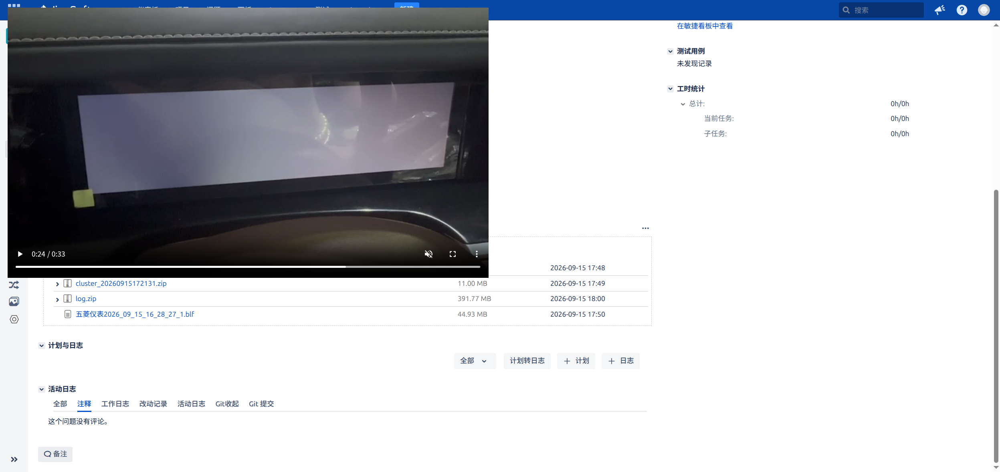 搜索
在敏捷看板中查看
测试用例
未发现记录
工时统计
总计:
0h/0h
当前任务:
0h/0h
子任务:
0h/0h
0:24 / 0:33
2026-09-15 17:48
cluster_20260915172131.zip
11.00 MB
2026-09-15 17:49
log.zip
391.77 MB
2026-09-15 18:00
五菱仪表2026_09_15_16_28_27_1.blf
44.93 MB
2026-09-15 17:50
计划与日志
全部
计划转日志
计划
日志
活动日志
全部
注释
工作日志
改动记录
活动日志
Git收起
Git 提交
这个问题没有评论。
备注